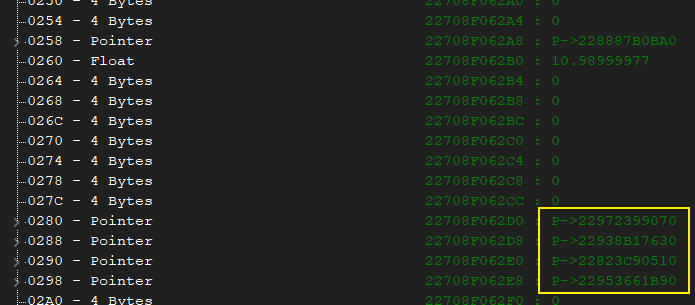 0250 - 4 Bytes 22708F062A0 : 0
0254 - 4 Bytes 22708F062A4 : 0
0258 - Pointer 22708F062A8 : P->228887B0BA0
0260 - Float 22708F062B0 : 10.98999977
0264 - 4 Bytes 22708F062B4 : 0
0268 - 4 Bytes 22708F062B8 : 0
026C - 4 Bytes 22708F062BC : 0
0270 - 4 Bytes 22708F062C0 : 0
0274 - 4 Bytes 22708F062C4 : 0
0278 - 4 Bytes 22708F062C8 : 0
027C - 4 Bytes 22708F062CC : 0
0280 - Pointer 22708F062D0 : P->22972399070
0288 - Pointer 22708F062D8 : P->22938B17630
0290 - Pointer 22708F062E0 : P->22823C90510
0298 - Pointer 22708F062E8 : P->22953661B90
02A0 - 4 Bytes 22708F062F0 : 0